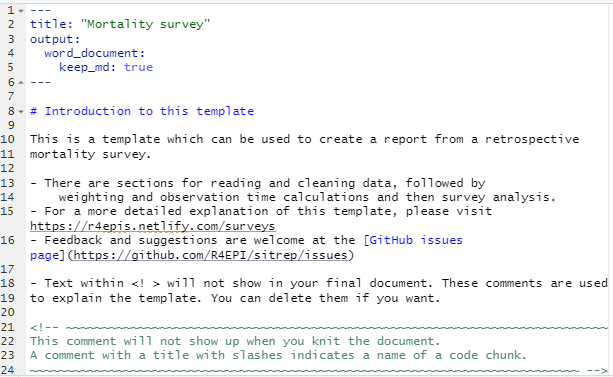 1 ---
2 title: "Mortality survey"
3 output:
4   word_document:
5     keep_md: true
6 ---
7
8 # Introduction to this template
9
10 This is a template which can be used to create a report from a retrospective
11 mortality survey.
12
13 - There are sections for reading and cleaning data, followed by
14     weighting and observation time calculations and then survey analysis.
15 - For a more detailed explanation of this template, please visit
https://r4epis.netlify.com/surveys
16 - Feedback and suggestions are welcome at the [GitHub issues
page](https://github.com/R4EPI/sitrep/issues)
17
18 - Text within <! > will not show in your final document. These comments are used
19 to explain the template. You can delete them if you want.
20
21 <!-- ~~~~~~~~~~~~~~~~~~~~~~~~~~~~~~~~~~~~~~~~~~~~~~~~~~~~~~~~~~~~~~~~~~~~~~~~~
22 This comment will not show up when you knit the document.
23 A comment with a title with slashes indicates a name of a code chunk.
24 ~~~~~~~~~~~~~~~~~~~~~~~~~~~~~~~~~~~~~~~~~~~~~~~~~~~~~~~~~~~~~~~~~~~~~~~~~ -->